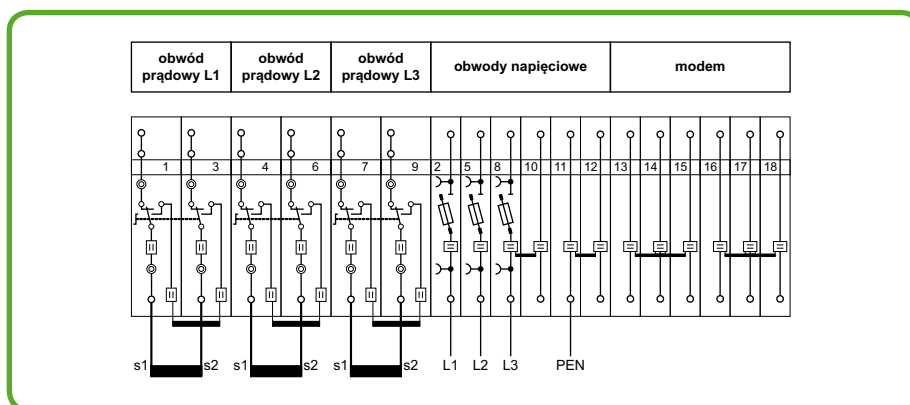 obwód prądowy L1 obwód prądowy L2 obwód prądowy L3 obwody napięciowe modem
1 3 4 6 7 9 2 5 8 10 11 12 13 14 15 16 17 18
s1 s2 s1 s2 s1 s2 L1 L2 L3 PEN